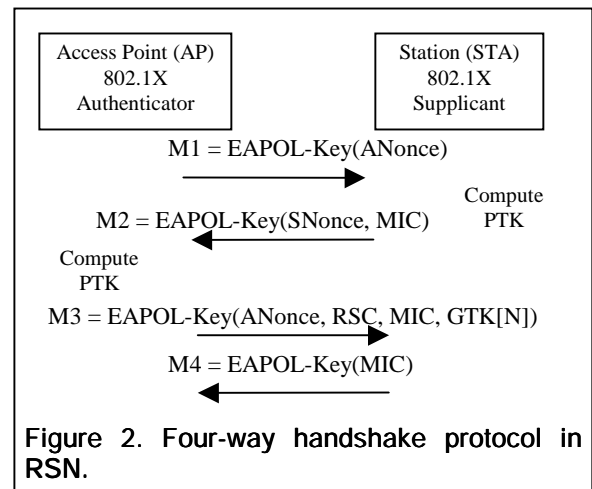 Access Point (AP)
802.1X
Authenticator
Station (STA)
802.1X
Supplicant
M1 = EAPOL-Key(ANonce)
Compute
PTK
M2 = EAPOL-Key(SNonce, MIC)
Compute
PTK
M3 = EAPOL-Key(ANonce, RSC, MIC, GTK[N])
M4 = EAPOL-Key(MIC)
Figure 2. Four-way handshake protocol in
RSN.